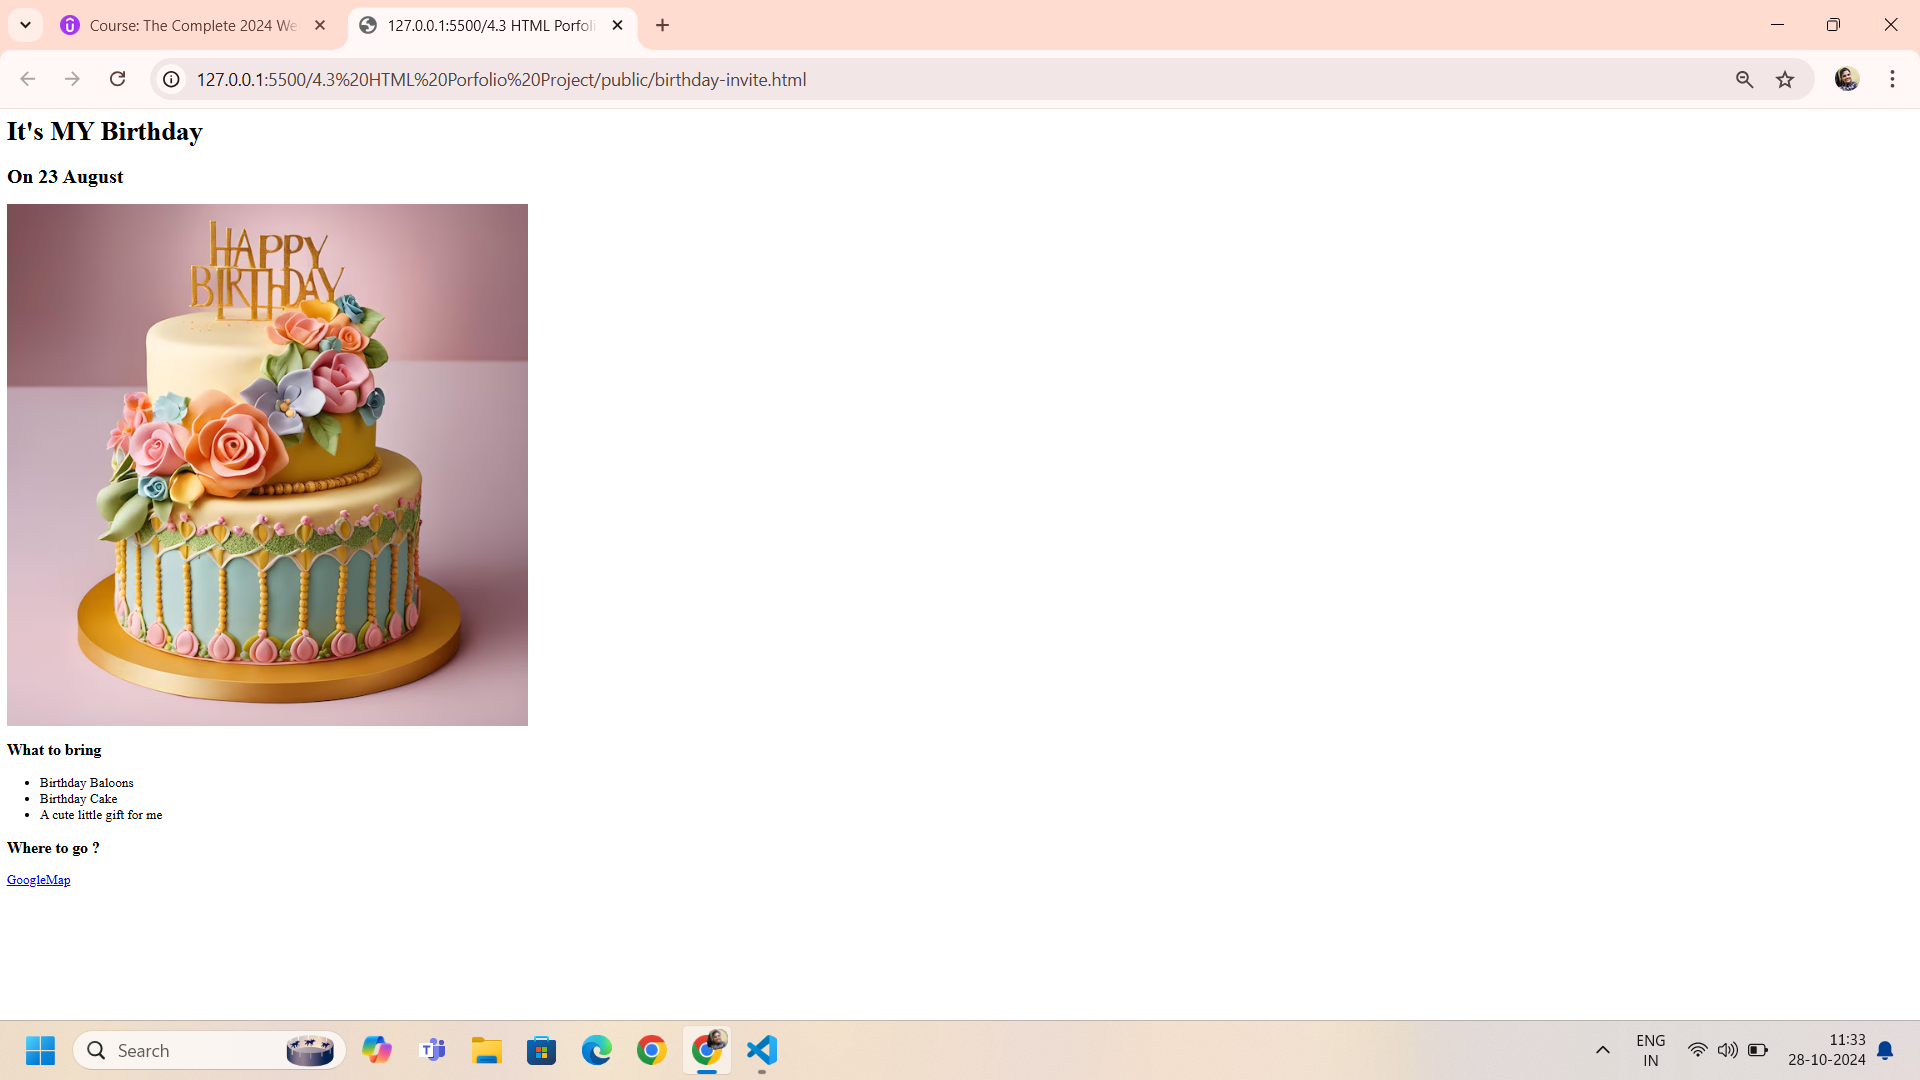 Course: The Complete 2024 We
127.0.0.1:5500/4.3 HTML Porfoli
127.0.0.1:5500/4.3%20HTML%20Porfolio%20Project/public/birthday-invite.html
It's MY Birthday
On 23 August
HAPPY
BIRTHDAY
What to bring
Birthday Baloons
Birthday Cake
A cute little gift for me
Where to go ?
GoogleMap
Search
ENG
IN
11:33
28-10-2024